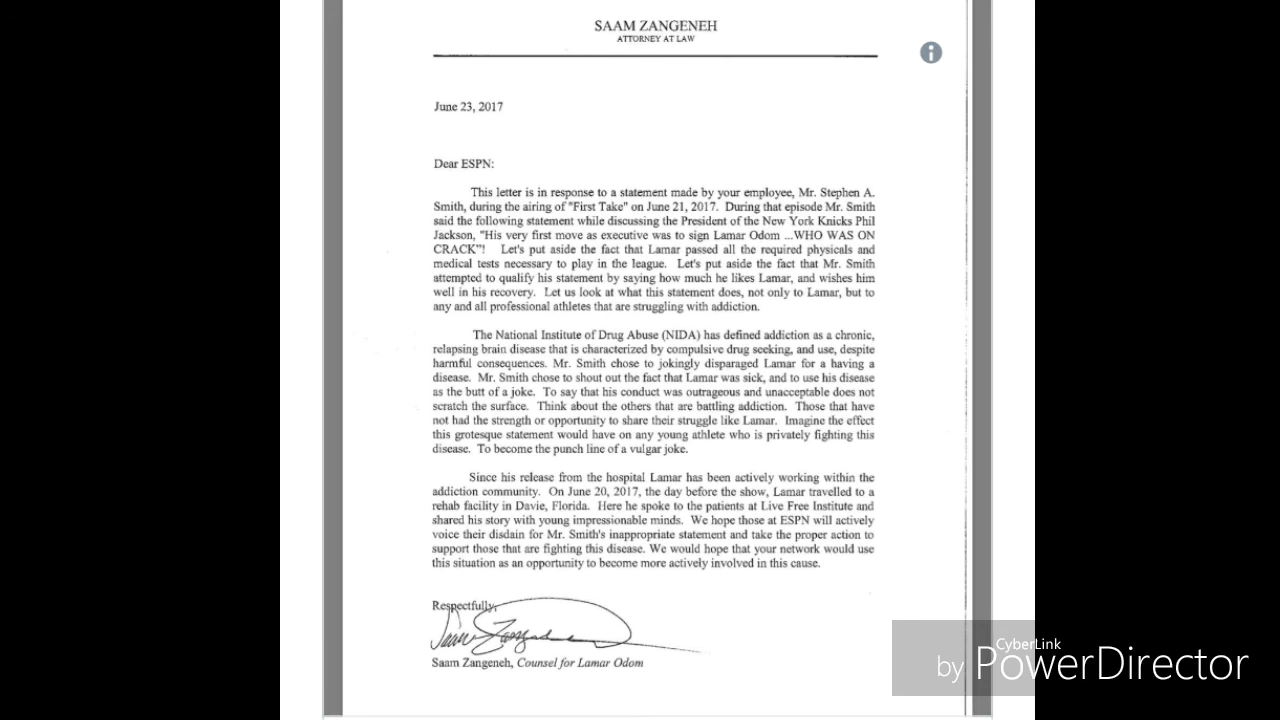 SAAM ZANGENEH
ATTORNEY AT LAW
June 23, 2017
Dear ESPN:
This letter is in response to a statement made by your employee, Mr. Stephen A.
Smith, during the airing of "First Take" on June 21, 2017. During that episode Mr. Smith
said the following statement while discussing the President of the New York Knicks Phil
Jackson, "His very first move as executive was to sign Lamar Odom ...WHO WAS ON
CRACK"! Let's put aside the fact that Lamar passed all the required physicals and
medical tests necessary to play in the league. Let's put aside the fact that Mr. Smith
attempted to qualify his statement by saying how much he likes Lamar, and wishes him
well in his recovery. Let us look at what this statement does, not only to Lamar, but to
any and all professional athletes that are struggling with addiction.
The National Institute of Drug Abuse (NIDA) has defined addiction as a chronic,
relapsing brain disease that is characterized by compulsive drug seeking, and use, despite
harmful consequences. Mr. Smith chose to jokingly disparaged Lamar for a having a
disease. Mr. Smith chose to shout out the fact that Lamar was sick, and to use his disease
as the butt of a joke. To say that his conduct was outrageous and unacceptable does not
scratch the surface. Think about the others that are battling addiction. Those that have
not had the strength or opportunity to share their struggle like Lamar. Imagine the effect
this grotesque statement would have on any young athlete who is privately fighting this
disease. To become the punch line of a vulgar joke.
Since his release from the hospital Lamar has been actively working within the
addiction community. On June 20, 2017, the day before the show, Lamar travelled to a
rehab facility in Davie, Florida. Here he spoke to the patients at Live Free Institute and
shared his story with young impressionable minds. We hope those at ESPN will actively
voice their disdain for Mr. Smith's inappropriate statement and take the proper action to
support those that are fighting this disease. We would hope that your network would use
this situation as an opportunity to become more actively involved in this cause.
Respectfully,
Saam Zangeneh
Saam Zangeneh, Counsel for Lamar Odom
CyberLink
by PowerDirector